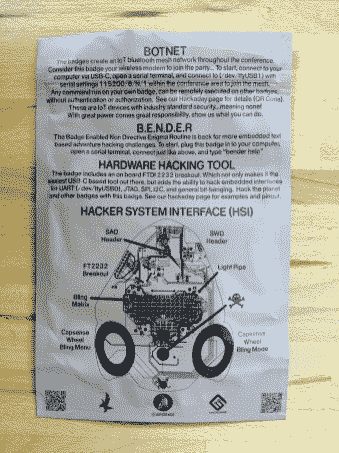 BOTNET
The badges create an IoT bluetooth mesh network throughout the conference.
Consider this badge your wireless modem to join the party... To start, connect to your
computer via USB-C, open a serial terminal, and connect to (/dev/ttyUSB1) with
serial settings 115200/8/N/1 within the conference area to join the mesh.
Any command run on your own badge, can be remotely executed on other badges,
without authentication or authorization. See our Hackaday page for details (QR Code).
These are IoT devices with industry standard security... meaning none!
With great power comes great responsibility, show us what you can do.
B.E.N.D.E.R
The Badge Enabled Non Directive Enigma Routine is back for more embedded text
based adventure hacking challenges. To start, plug this badge in to your computer,
open a serial terminal, connect just like above, and type "bender help"
HARDWARE HACKING TOOL
The badge includes an on board FTDI 2232 breakout. Which not only makes it the
USB-C based tool out there, but adds the ability to hack embedded interfaces
for UART (/dev/ttyUSB0), JTAG, SPI, I2C, and general bit-banging. Hack the planet
and other badges with this badge. See our hackaday page for examples and pinout.
HACKER SYSTEM INTERFACE (HSI)
SAO
Header
SWD
Header
FT2232
Breakout
Light Pipe
Bling
Matrix
Capsense
Wheel
Bling Menu
Capsense
Wheel
Bling Mode